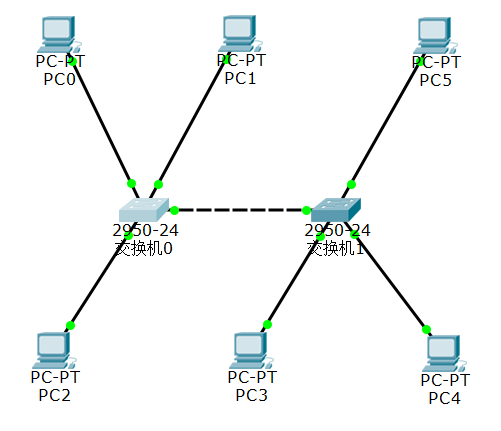 PC-PT
PC0
PC-PT
PC1
PC-PT
PC5
2950-24
交换机0
2950-24
交换机1
PC-PT
PC2
PC-PT
PC3
PC-PT
PC4